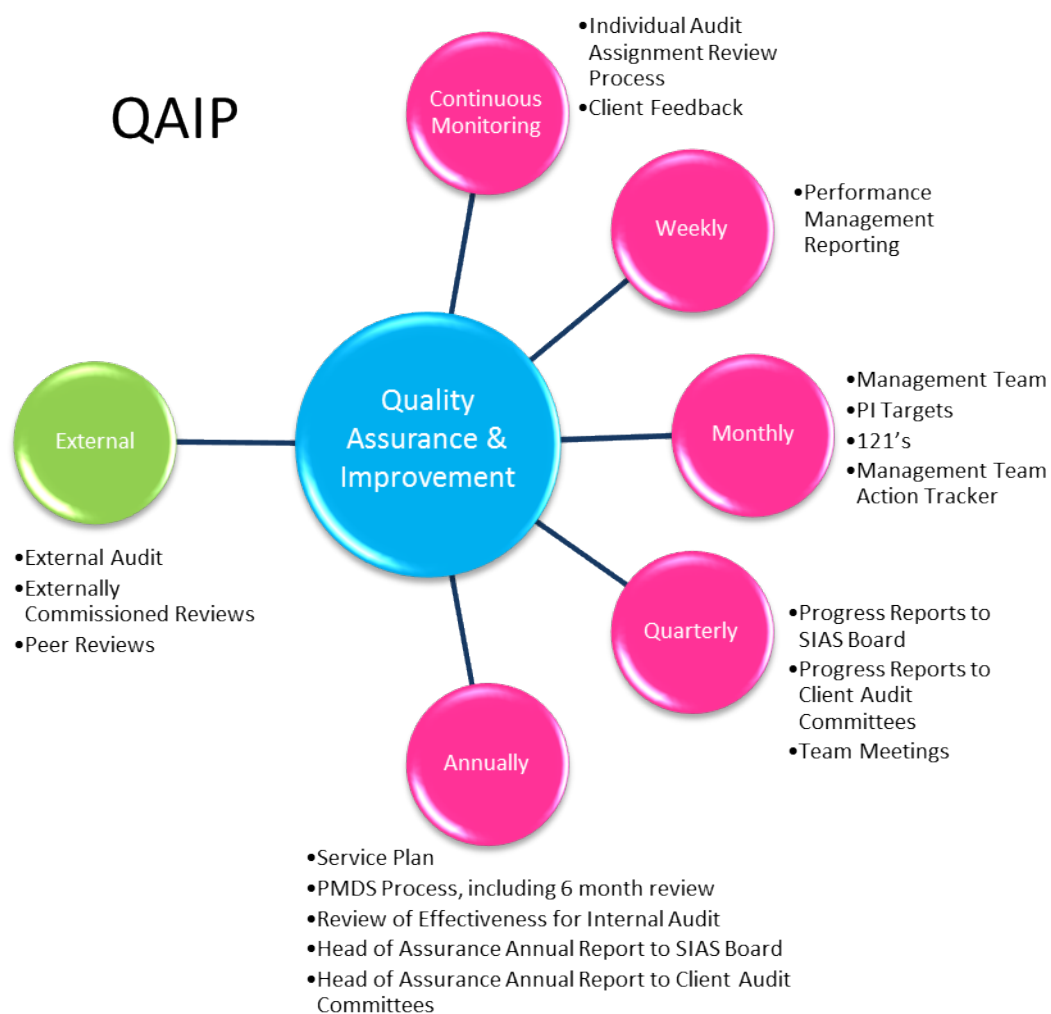 QAIP
Continuous
Monitoring
•Individual Audit
Assignment Review
Process
•Client Feedback
Weekly
•Performance
Management
Reporting
Quality
Assurance &
Improvement
External
•External Audit
•Externally
Commissioned Reviews
•Peer Reviews
Monthly
•Management Team
•PI Targets
•121’s
•Management Team
Action Tracker
Quarterly
•Progress Reports to
SIAS Board
•Progress Reports to
Client Audit
Committees
•Team Meetings
Annually
•Service Plan
•PMDS Process, including 6 month review
•Review of Effectiveness for Internal Audit
•Head of Assurance Annual Report to SIAS Board
•Head of Assurance Annual Report to Client Audit
Committees